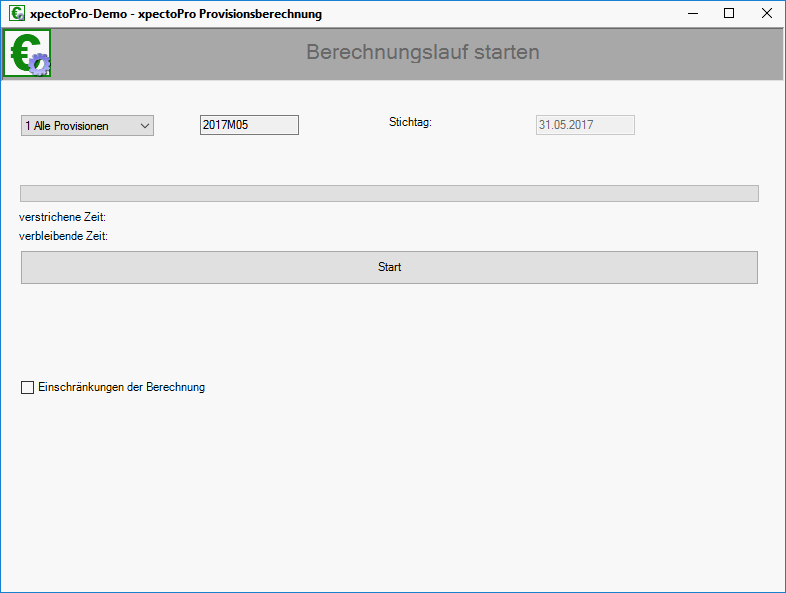 xpectoPro-Demo - xpectoPro Provisionsberechnung
Berechnungslauf starten
1 Alle Provisionen 2017M05 Stichtag: 31.05.2017
verstrichene Zeit:
verbleibende Zeit:
Start
Einschränkungen der Berechnung